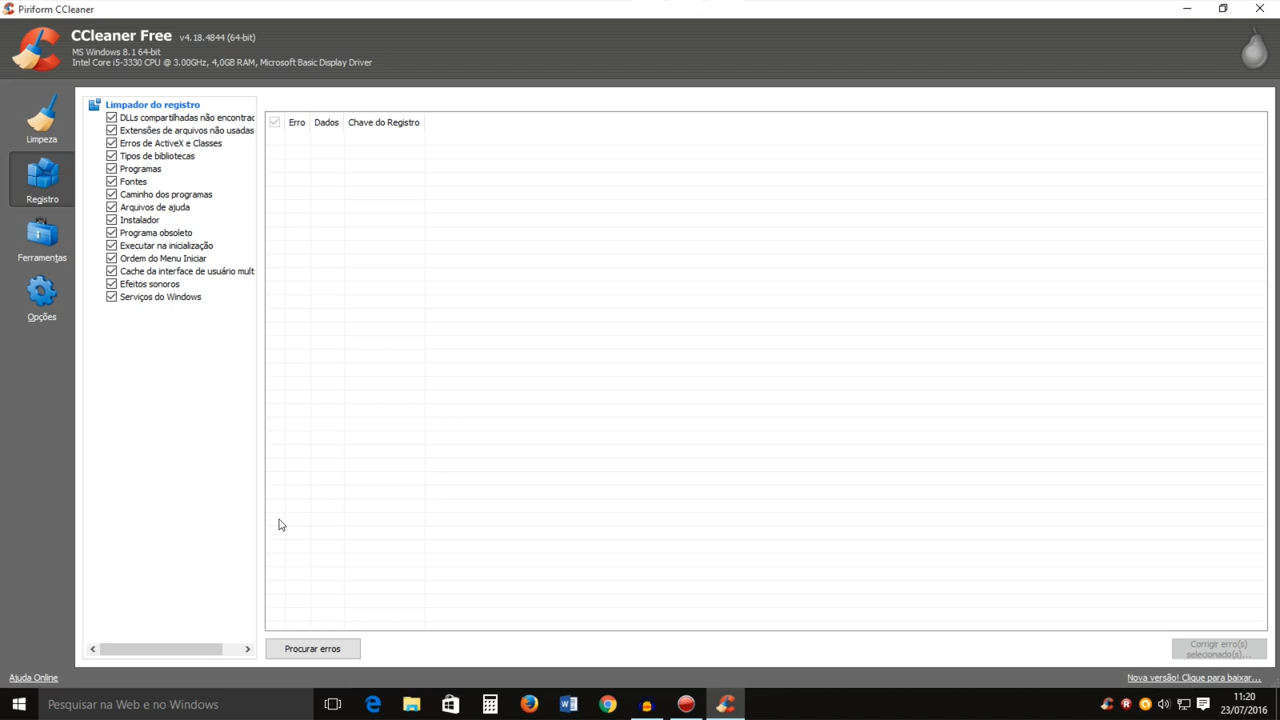 Piriform CCleaner
CCleaner Free v4.18.4844 (64-bit)
MS Windows 8.1 64-bit
Intel Core i5-3330 CPU @ 3.00GHz, 4,0GB RAM, Microsoft Basic Display Driver
Limpeza
Registro
Ferramentas
Opções
Limpador do registro
DLLs compartilhadas não encontrac
Extensões de arquivos não usadas
Erros de ActiveX e Classes
Tipos de bibliotecas
Programas
Fontes
Caminho dos programas
Arquivos de ajuda
Instalador
Programa obsoleto
Executar na inicialização
Ordem do Menu Iniciar
Cache da interface de usuário mult
Efeitos sonoros
Serviços do Windows
Erro Dados Chave do Registro
Procurar erros
Corrigir erro(s)
selecionado(s)...
Ajuda Online
Nova versão! Clique para baixar...
Pesquisar na Web e no Windows
11:20
23/07/2016